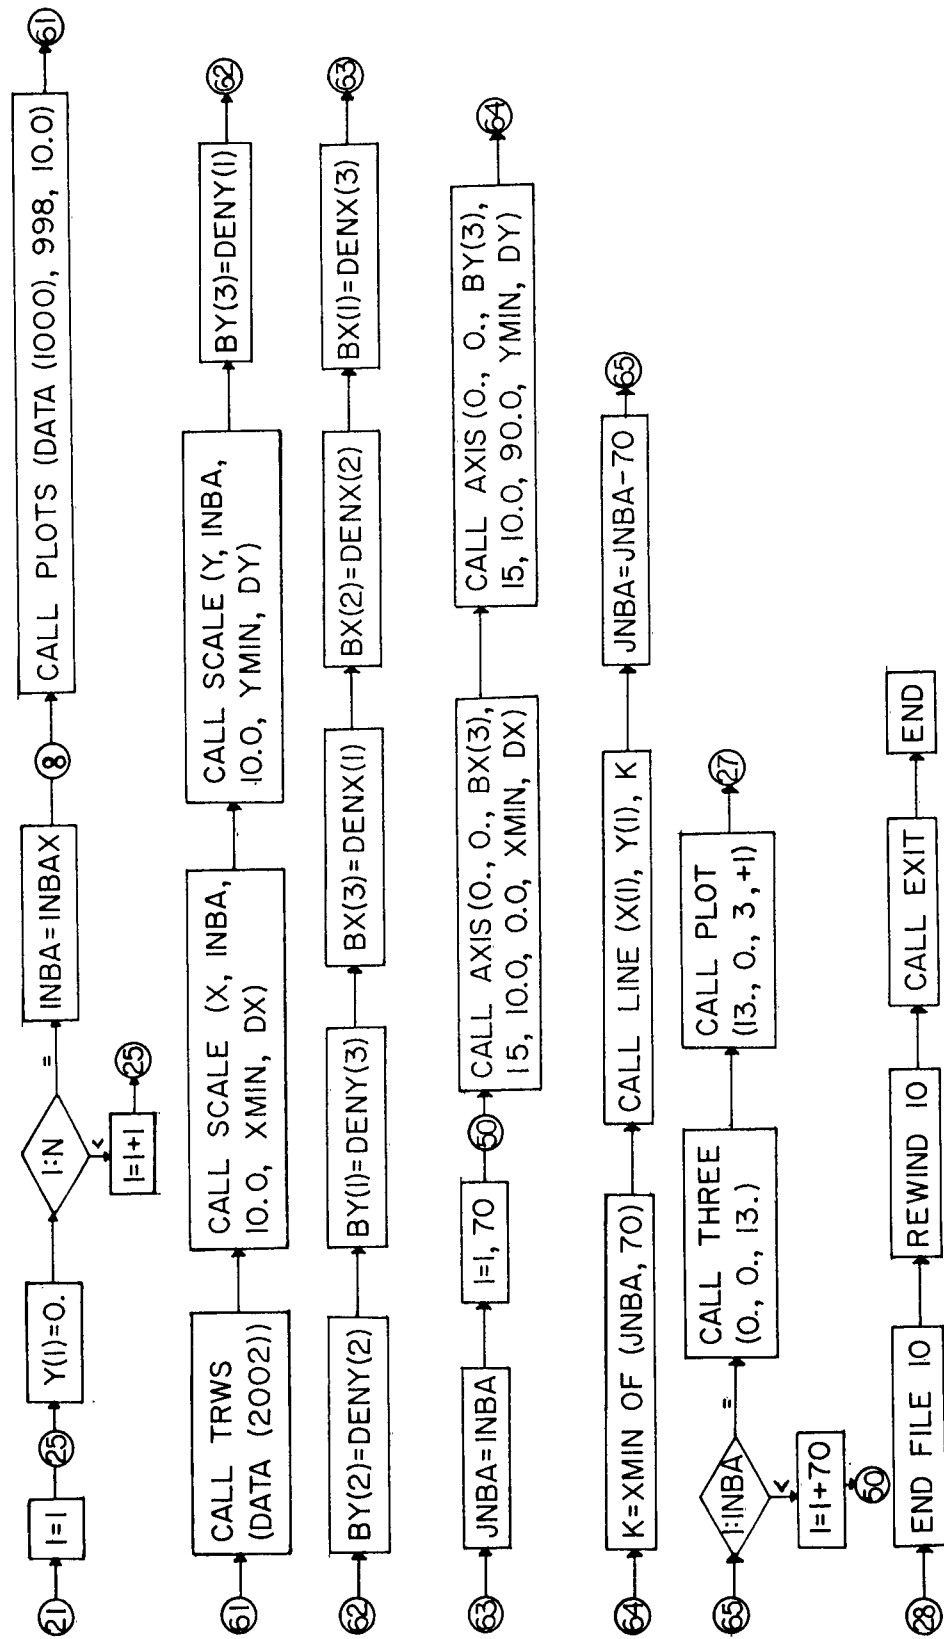 21
I=1
25
Y(I)=0.
I:N
=
INBA=INBAX
8
CALL PLOTS (DATA (1000), 998, 10.0)
61
<
I=I+1
25
61
CALL TRWS
(DATA (2002))
CALL SCALE (X, INBA,
10.0, XMIN, DX)
CALL SCALE (Y, INBA,
10.0, YMIN, DY)
BY(3)=DENY(1)
62
62
BY(2)=DENY(2)
BY(1)=DENY(3)
BX(3)=DENX(1)
BX(2)=DENX(2)
BX(1)=DENX(3)
63
63
JNBA=INBA
I=1, 70
50
CALL AXIS (0., 0., BX(3),
15, 10.0, 0.0, XMIN, DX)
CALL AXIS (0., 0., BY(3),
15, 10.0, 90.0, YMIN, DY)
64
64
K=XMIN OF (JNBA, 70)
CALL LINE (X(I), Y(I), K
JNBA=JNBA-70
65
65
I:INBA
=
CALL THREE
(0., 0., 13.)
CALL PLOT
(13., 0., 3, +1)
27
<
I=I+70
50
28
END FILE 10
REWIND 10
CALL EXIT
END